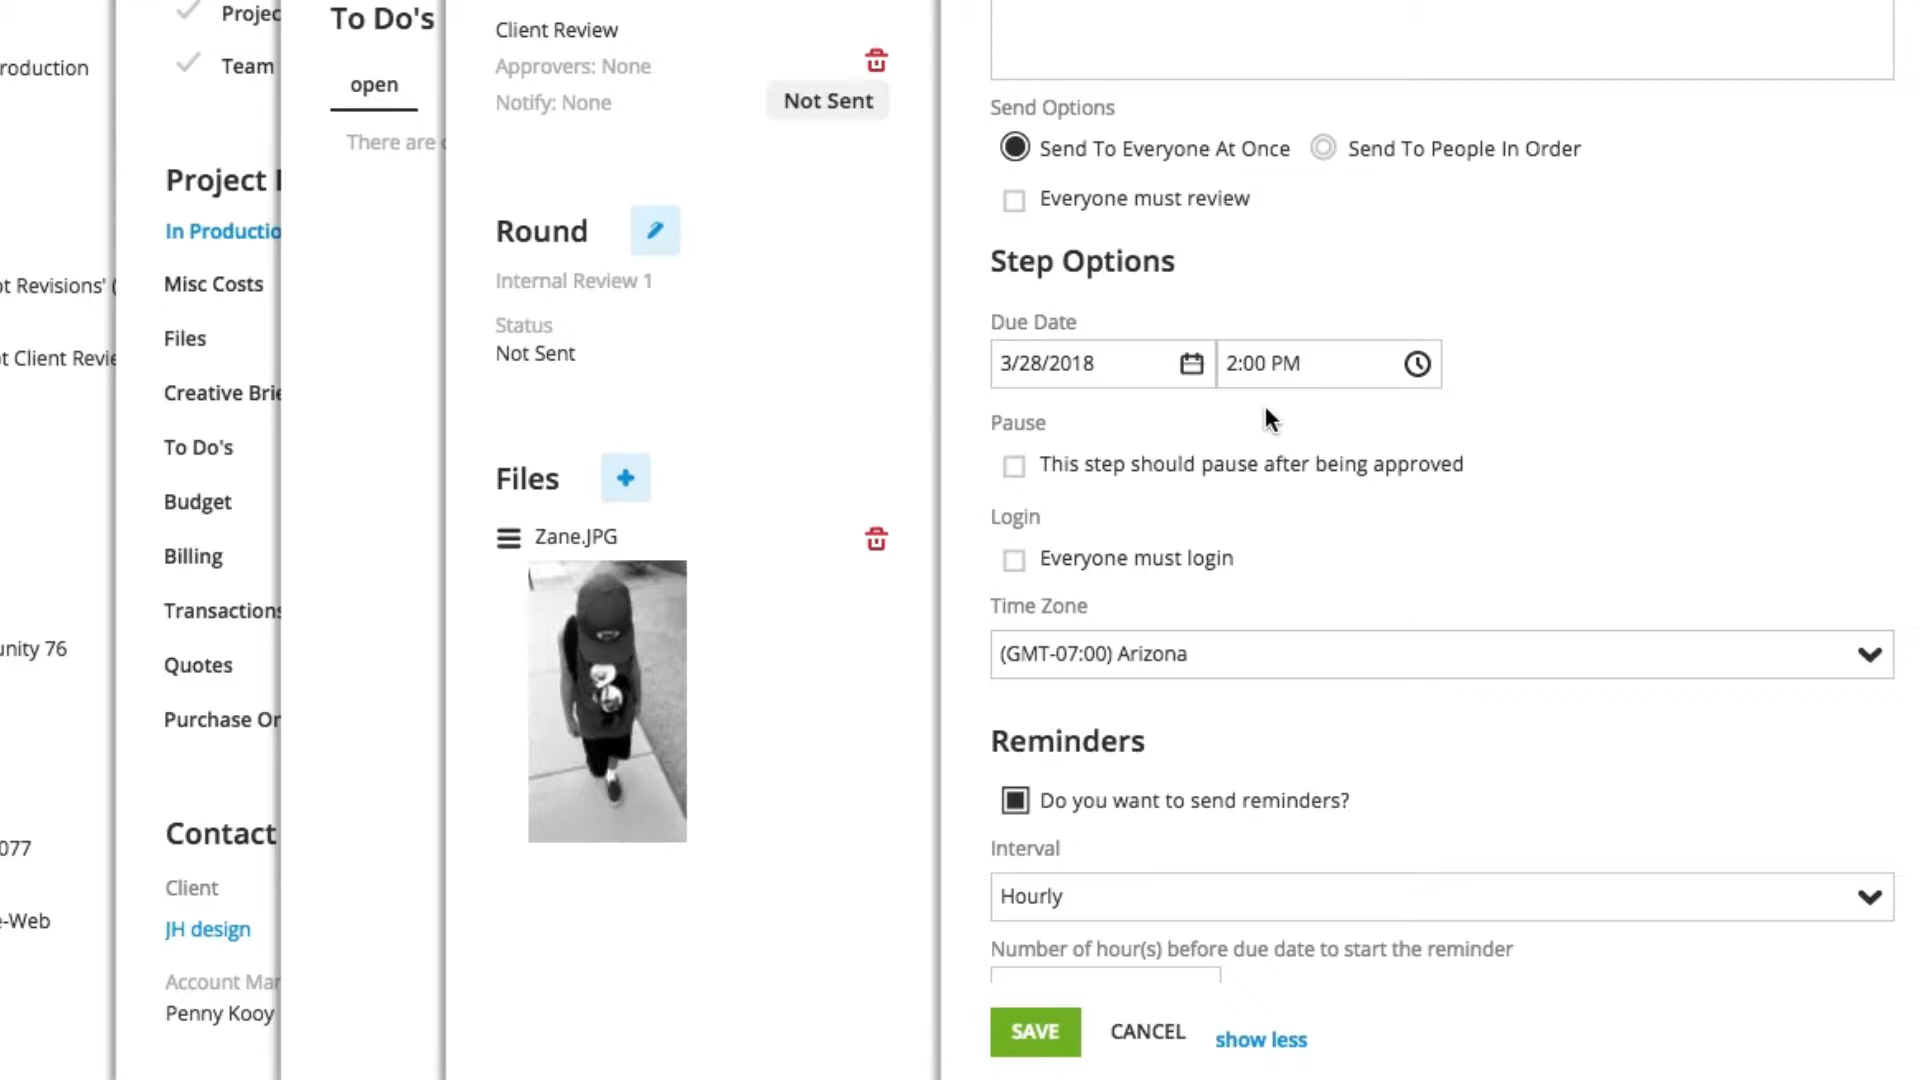 roduction
ot Revisions' (
ot Client Revie
unity 76
077
e-Web
Projec
Team
Project I
In Productio
Misc Costs
Files
Creative Brie
To Do's
Budget
Billing
Transactions
Quotes
Purchase Or
Contact
Client
JH design
Account Man
Penny Kooy
To Do's
open
There are
Client Review
Approvers: None
Notify: None
Not Sent
Round
Internal Review 1
Status
Not Sent
Files
Zane.JPG
Send Options
Send To Everyone At Once
Send To People In Order
Everyone must review
Step Options
Due Date
3/28/2018
2:00 PM
Pause
This step should pause after being approved
Login
Everyone must login
Time Zone
(GMT-07:00) Arizona
Reminders
Do you want to send reminders?
Interval
Hourly
Number of hour(s) before due date to start the reminder
SAVE
CANCEL
show less